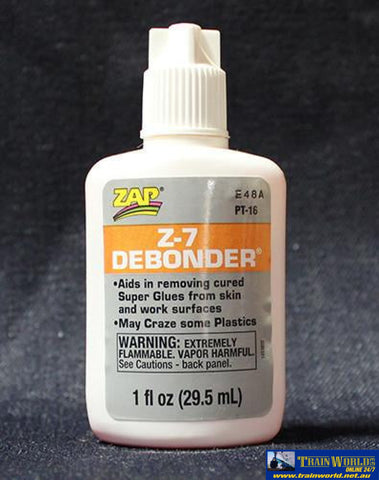 ZAP
E48A
PT-16
Z-7
DEBONDER®
•Aids in removing cured
Super Glues from skin
and work surfaces
•May Craze some Plastics
WARNING: EXTREMELY
FLAMMABLE. VAPOR HARMFUL.
See Cautions - back panel.
1 fl oz (29.5 mL)
TRAINWORLD
ONLINE 24/7
www.trainworld.net.au